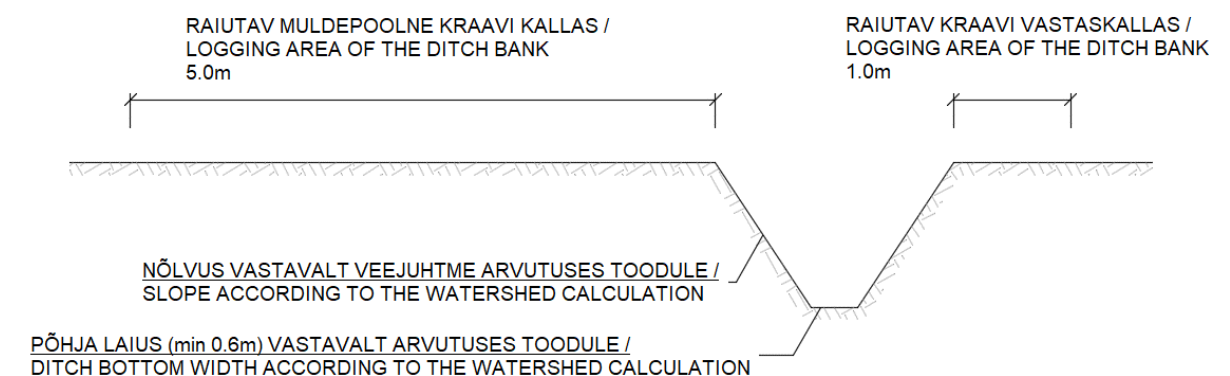 RAIUTAV MULDEPOOLNE KRAAVI KALLAS /
LOGGING AREA OF THE DITCH BANK
5.0m
RAIUTAV KRAAVI VASTASKALLAS /
LOGGING AREA OF THE DITCH BANK
1.0m
NÕLVUS VASTAVALT VEEJUHTME ARVUTUSES TOODULE /
SLOPE ACCORDING TO THE WATERSHED CALCULATION
PÕHJA LAIUS (min 0.6m) VASTAVALT ARVUTUSES TOODULE /
DITCH BOTTOM WIDTH ACCORDING TO THE WATERSHED CALCULATION